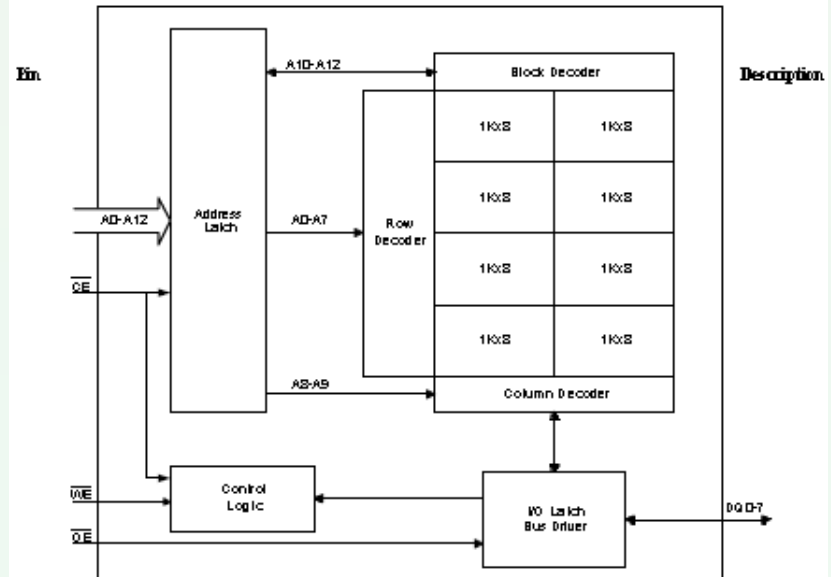 A10-A12
Block Decoder
Pin
Description
1Kx8 1Kx8
1Kx8 1Kx8
A0-A12
Address
Latch
A0-A7
Row
Decoder
1Kx8 1Kx8
CE
1Kx8 1Kx8
A8-A9
Column Decoder
Control
Logic
WE
I/O Latch
Bus Driver
DQ0-7
OE